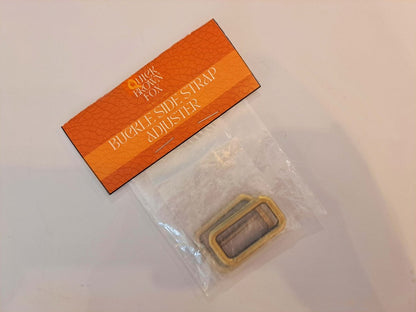 QUICK
BROWN
FOX
BUCKLE SIDE STRAP
ADJUSTER